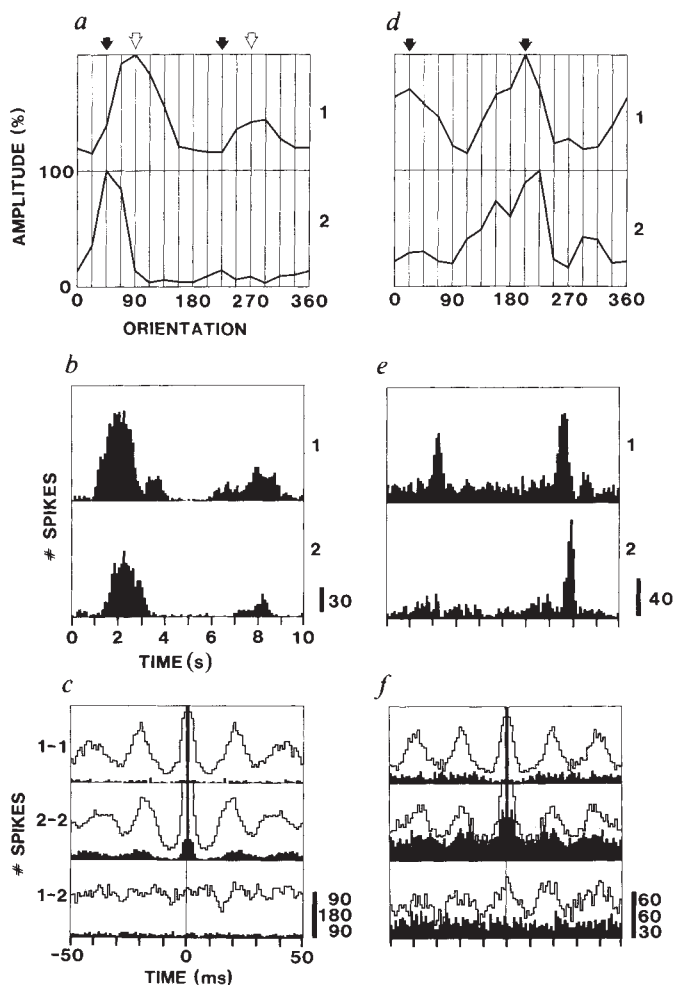 a
d
AMPLITUDE (%)
1
100
2
0
0 90 180 270 360
ORIENTATION
1
2
0 90 180 270 360
b
e
# SPIKES
1
2
30
0 2 4 6 8 10
TIME (s)
1
2
40
c
f
# SPIKES
1-1
2-2
1-2
90
180
90
-50 0 50
TIME (ms)
60
60
30